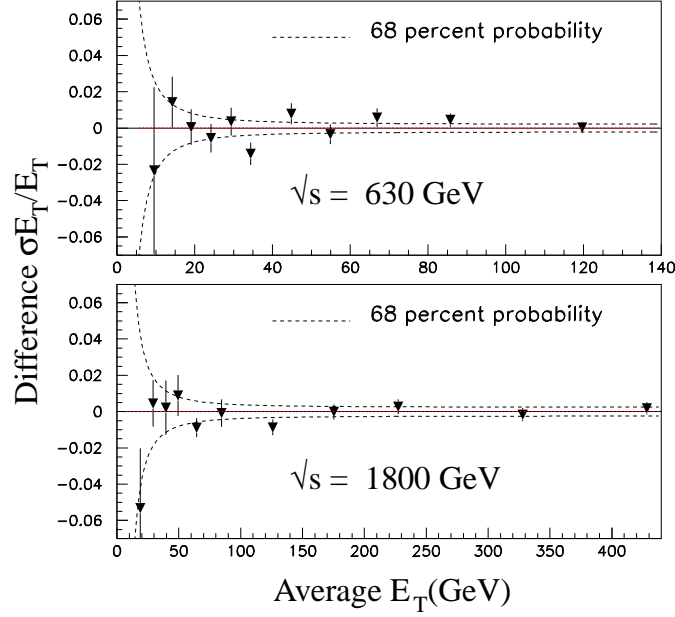 0.06
68 percent probability
0.04
0.02
0
-0.02
-0.04
√s = 630 GeV
-0.06
0 20 40 60 80 100 120 140
Difference σE_T/E_T
0.06
68 percent probability
0.04
0.02
0
-0.02
-0.04
√s = 1800 GeV
-0.06
0 50 100 150 200 250 300 350 400
Average E_T(GeV)